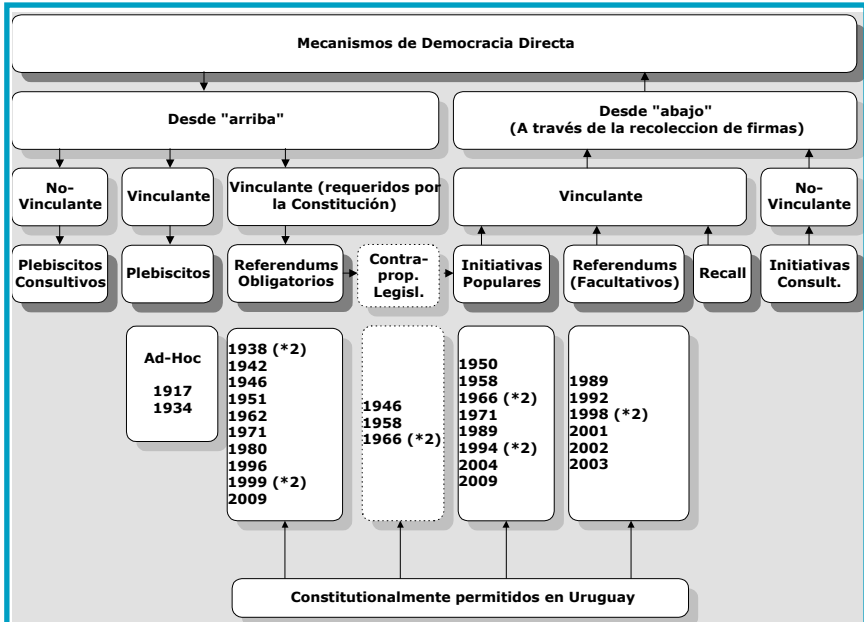 Mecanismos de Democracia Directa
Desde "arriba"
Desde "abajo"
(A través de la recoleccion de firmas)
No-
Vinculante
Vinculante
Vinculante (requeridos por
la Constitución)
Vinculante
No-
Vinculante
Plebiscitos
Consultivos
Plebiscitos
Referendums
Obligatorios
Contra-
prop.
Legisl.
Initiativas
Populares
Referendums
(Facultativos)
Recall
Initiativas
Consult.
Ad-Hoc
1917
1934
1938 (*2)
1942
1946
1951
1962
1971
1980
1996
1999 (*2)
2009
1946
1958
1966 (*2)
1950
1958
1966 (*2)
1971
1989
1994 (*2)
2004
2009
1989
1992
1998 (*2)
2001
2002
2003
Constitutionalmente permitidos en Uruguay